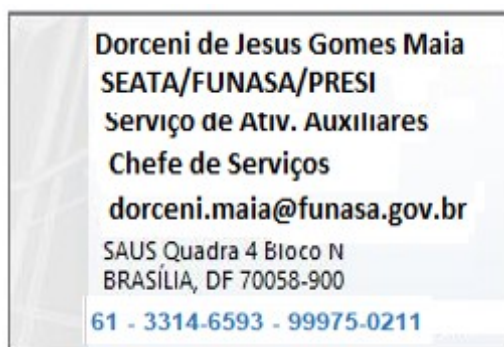 Dorceni de Jesus Gomes Maia
SEATA/FUNASA/PRESI
Serviço de Ativ. Auxiliares
Chefe de Serviços
dorceni.maia@funasa.gov.br
SAUS Quadra 4 Bloco N
BRASÍLIA, DF 70058-900
61 - 3314-6593 - 99975-0211